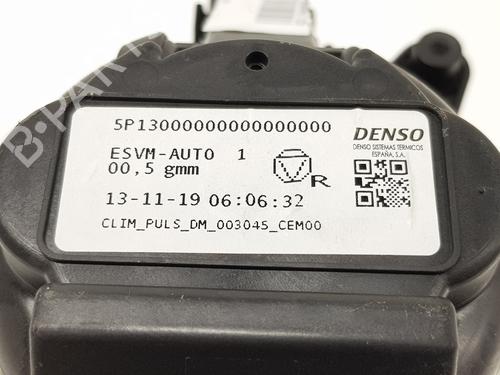 5P13000000000000000
DENSO
DENSO SISTEMAS TERMICOS
ESPAÑA, S.A.
ESVM-AUTO 1
00,5 gmm
V
R
13-11-19 06:06:32
CLIM_PULS_DM_003045_CEM00
B-PARTS